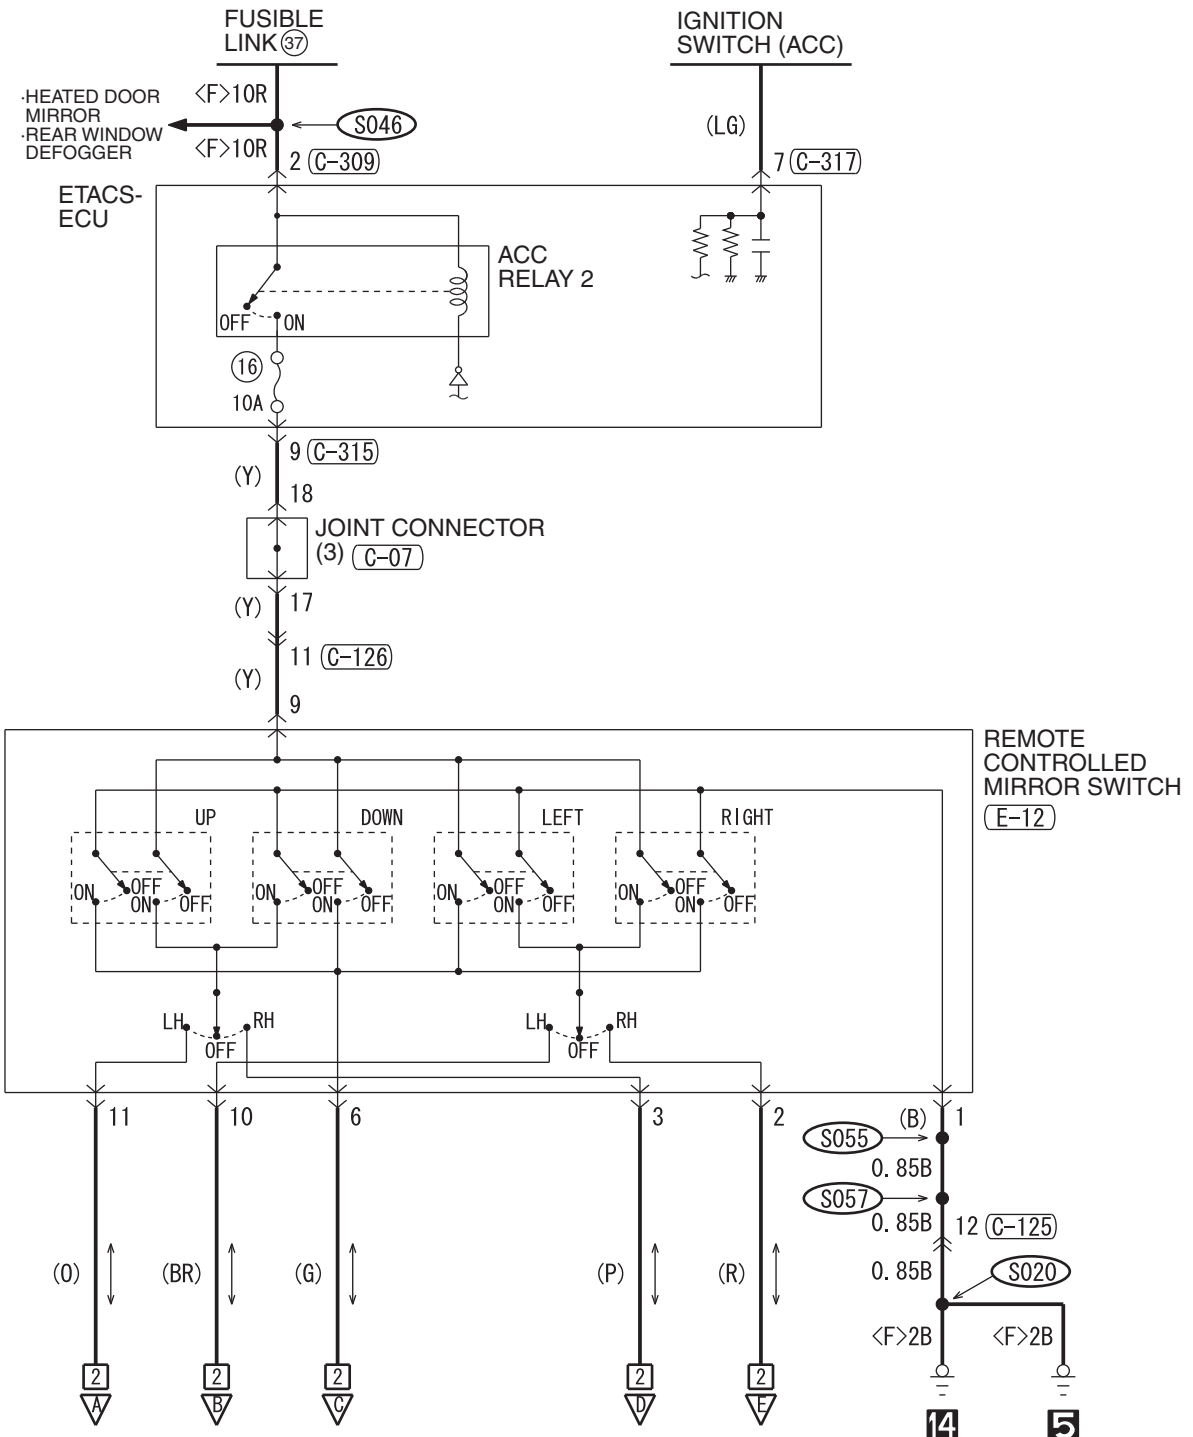 FUSIBLE
LINK 37
IGNITION
SWITCH (ACC)
·HEATED DOOR
MIRROR
·REAR WINDOW
DEFOGGER
<F>10R
S046
<F>10R
2 (C-309)
(LG)
7 (C-317)
ETACS-
ECU
ACC
RELAY 2
OFF
ON
16
10A
9 (C-315)
(Y)
18
JOINT CONNECTOR
(3) C-07
(Y)
17
11 (C-126)
(Y)
9
REMOTE
CONTROLLED
MIRROR SWITCH
E-12
UP
DOWN
LEFT
RIGHT
ON OFF ON OFF
ON OFF ON OFF
ON OFF ON OFF
ON OFF ON OFF
LH OFF RH
LH OFF RH
11
10
6
3
2
(B) 1
S055
0.85B
S057
0.85B
12 (C-125)
0.85B
S020
(O)
(BR)
(G)
(P)
(R)
<F>2B
<F>2B
2
2
2
2
2
A
B
C
D
E
14
5